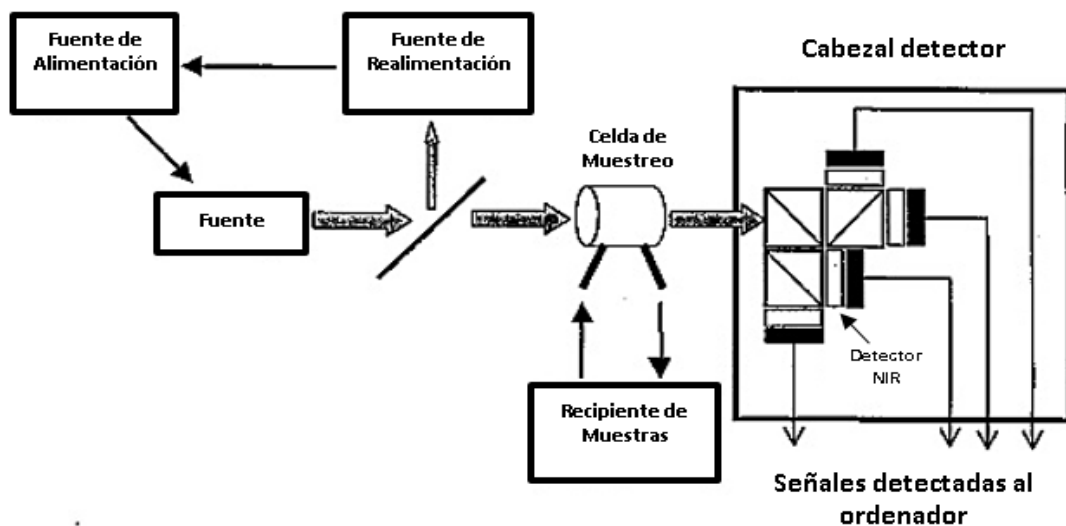 Fuente de
Alimentación
Fuente de
Realimentación
Cabezal detector
Celda de
Muestreo
Fuente
Detector
NIR
Recipiente de
Muestras
Señales detectadas al
ordenador